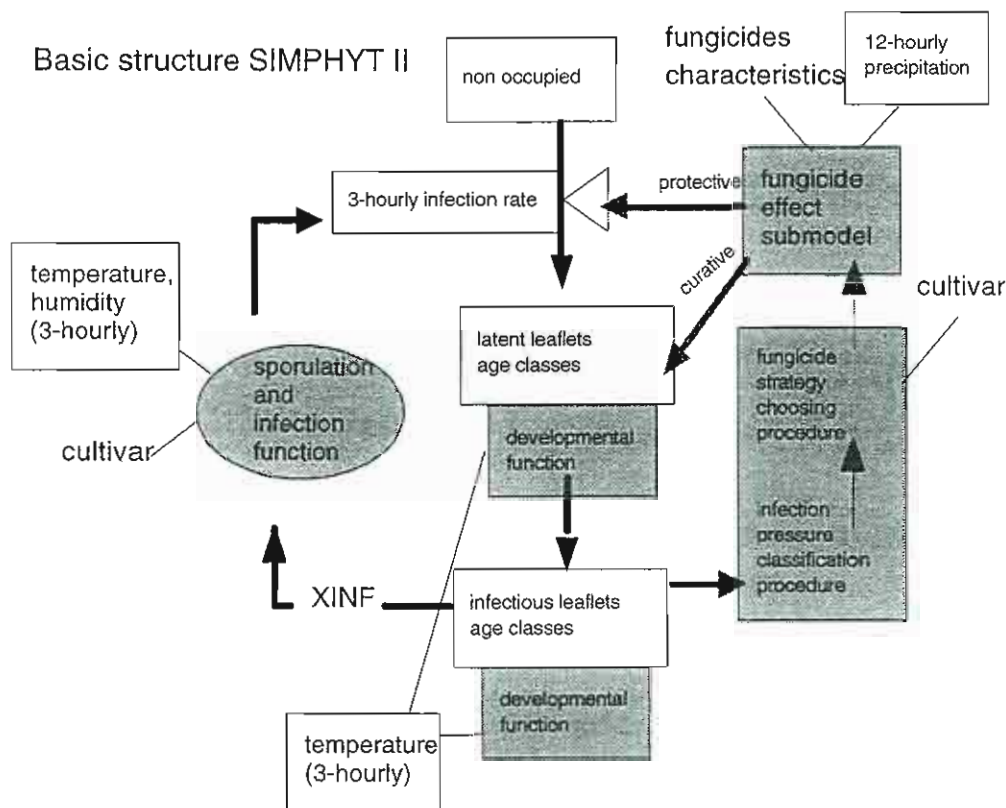 Basic structure SIMPHYT II
non occupied
fungicides
characteristics
12-hourly
precipitation
3-hourly infection rate
protective
fungicide
effect
submodel
curative
temperature,
humidity
(3-hourly)
cultivar
latent leaflets
age classes
sporulation
and
infection
function
cultivar
fungicide
strategy
choosing
procedure
developmental
function
infection
pressure
classification
procedure
XINF
infectious leaflets
age classes
developmental
function
temperature
(3-hourly)